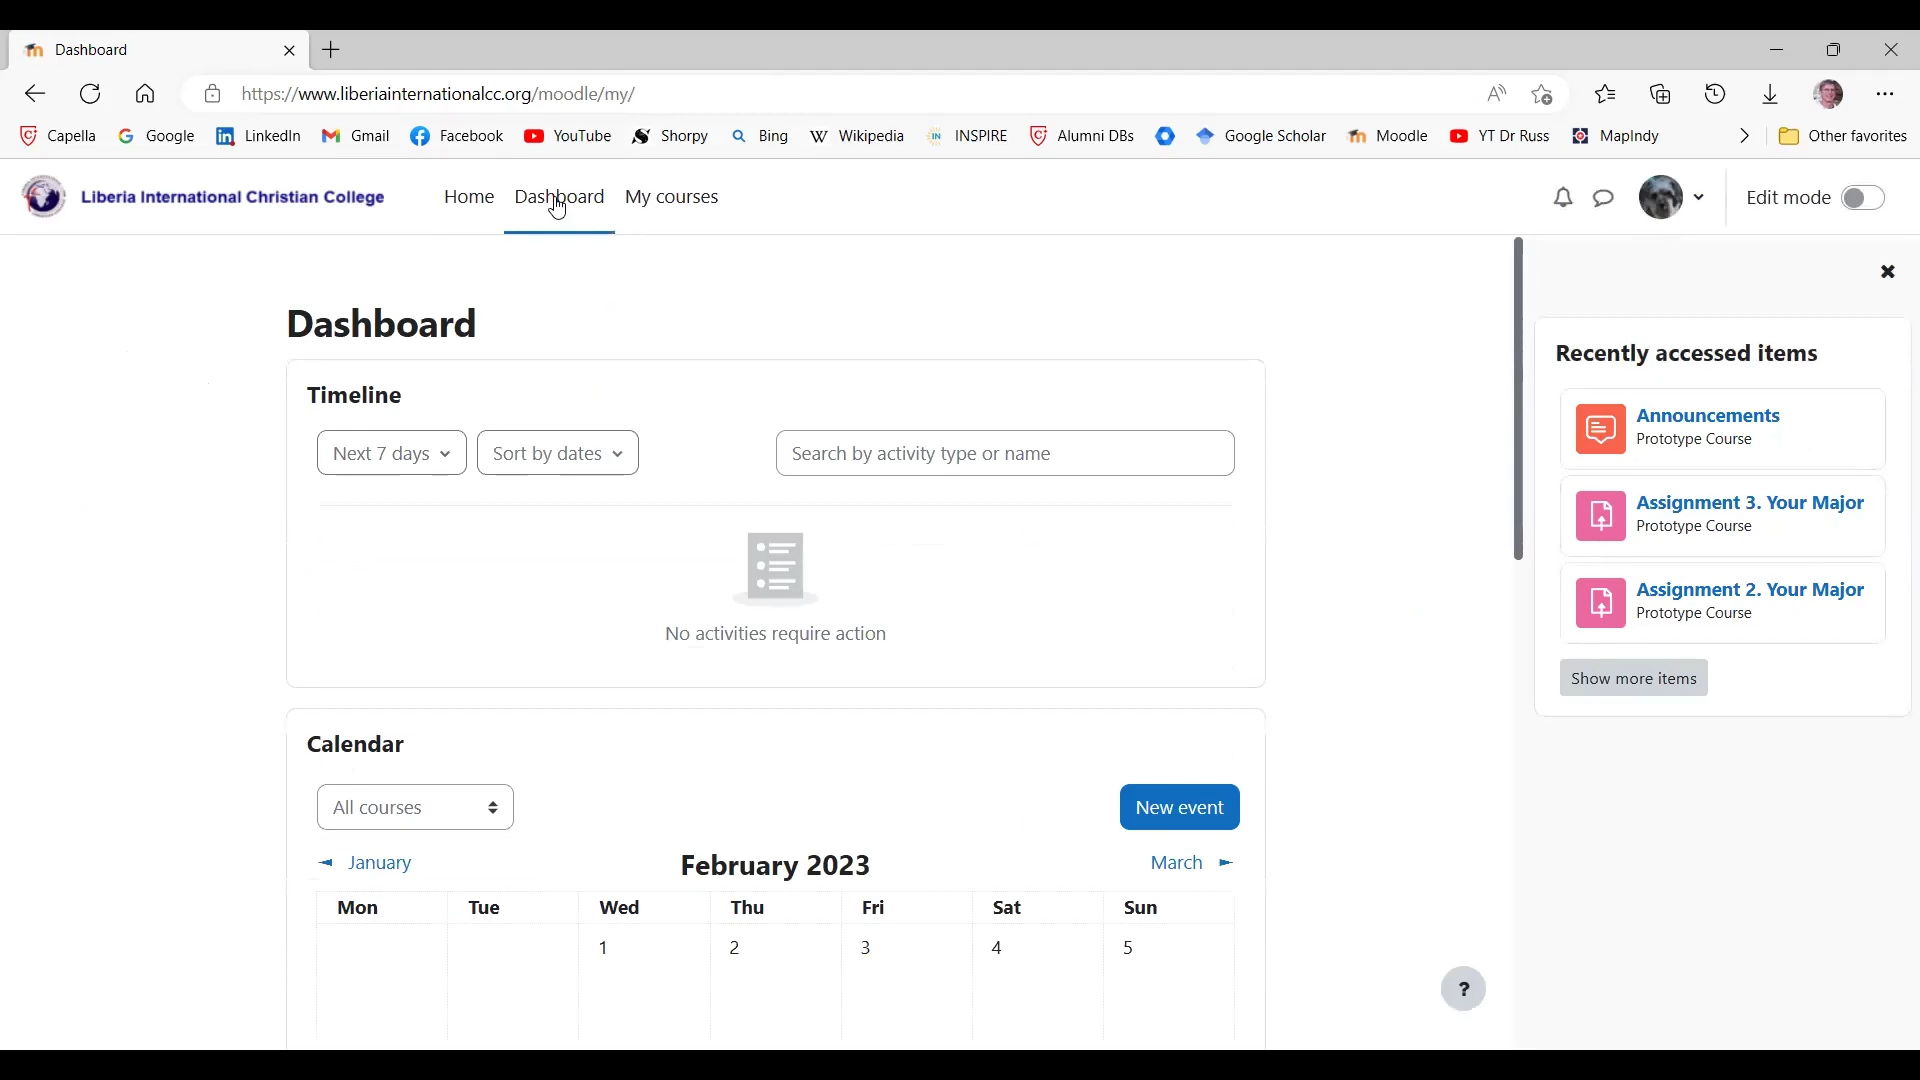 Dashboard
https://www.liberiainternationalcc.org/moodle/my/
Capella Google LinkedIn Gmail Facebook YouTube Shorpy Bing Wikipedia INSPIRE Alumni DBs Google Scholar Moodle YT Dr Russ MapIndy Other favorites
Liberia International Christian College Home Dashboard My courses Edit mode
Dashboard
Timeline
Next 7 days Sort by dates Search by activity type or name
No activities require action
Calendar
All courses New event
January February 2023 March
Mon Tue Wed Thu Fri Sat Sun
1 2 3 4 5
Recently accessed items
Announcements
Prototype Course
Assignment 3. Your Major
Prototype Course
Assignment 2. Your Major
Prototype Course
Show more items
?